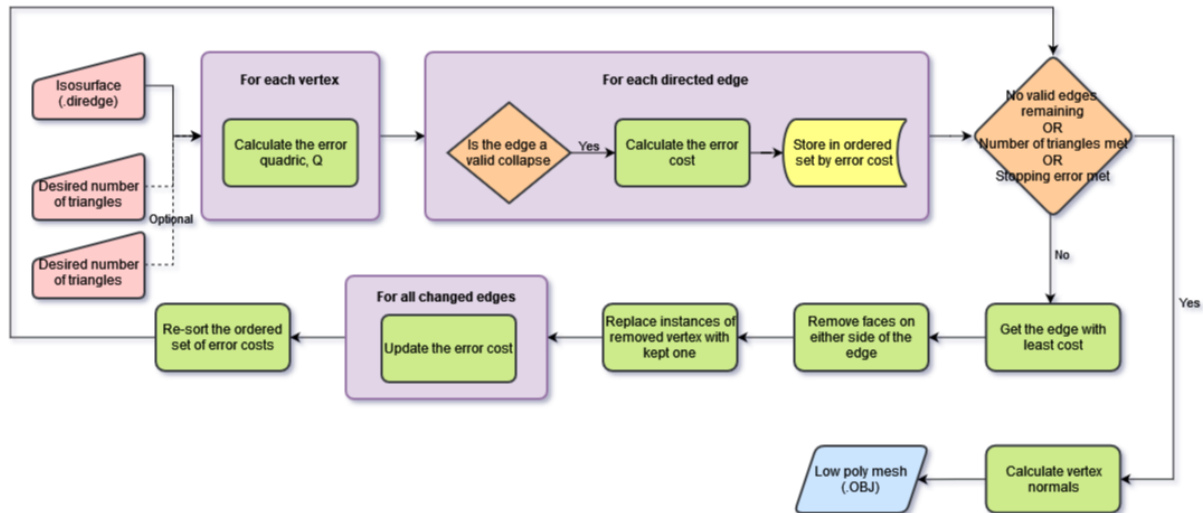 Isosurface
(.diredge)
Desired number
of triangles
Optional
Desired number
of triangles
For each vertex
Calculate the error
quadric, Q
For each directed edge
Is the edge a
valid collapse
Yes
Calculate the error
cost
Store in ordered
set by error cost
No valid edges
remaining
OR
Number of triangles met
OR
Stopping error met
No
Yes
Get the edge with
least cost
Remove faces on
either side of the
edge
Replace instances of
removed vertex with
kept one
For all changed edges
Update the error cost
Re-sort the ordered
set of error costs
Calculate vertex
normals
Low poly mesh
(.OBJ)